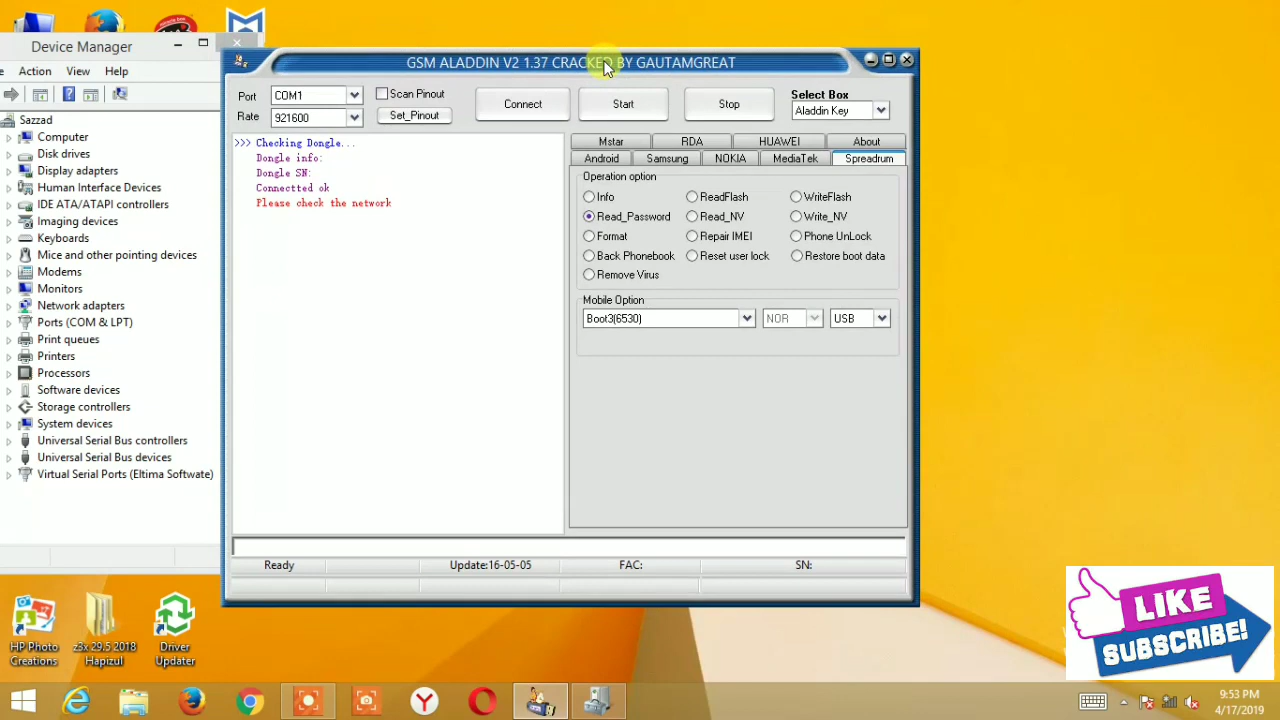 Device Manager
Action View Help
Sazzad
Computer
Disk drives
Display adapters
Human Interface Devices
IDE ATA/ATAPI controllers
Imaging devices
Keyboards
Mice and other pointing devices
Modems
Monitors
Network adapters
Ports (COM & LPT)
Print queues
Printers
Processors
Software devices
Storage controllers
System devices
Universal Serial Bus controllers
Universal Serial Bus devices
Virtual Serial Ports (Eltima Softwate)
GSM ALADDIN V2 1.37 CRACKED BY GAUTAMGREAT
Port COM1 Scan Pinout
Rate 921600 Set_Pinout
Connect Start Stop
Select Box
Aladdin Key
>>> Checking Dongle...
Dongle info:
Dongle SN:
Connectted ok
Please check the network
Mstar RDA HUAWEI About
Android Samsung NOKIA MediaTek Spreadrum
Operation option
Info ReadFlash WriteFlash
Read_Password Read_NV Write_NV
Format Repair IMEI Phone UnLock
Back Phonebook Reset user lock Restore boot data
Remove Virus
Mobile Option
Boot3(6530) NOR USB
Ready Update:16-05-05 FAC: SN:
HP Photo Creations
z3x 29.5 2018 Hapizul
Driver Updater
LIKE
SUBSCRIBE!
9:53 PM
4/17/2019